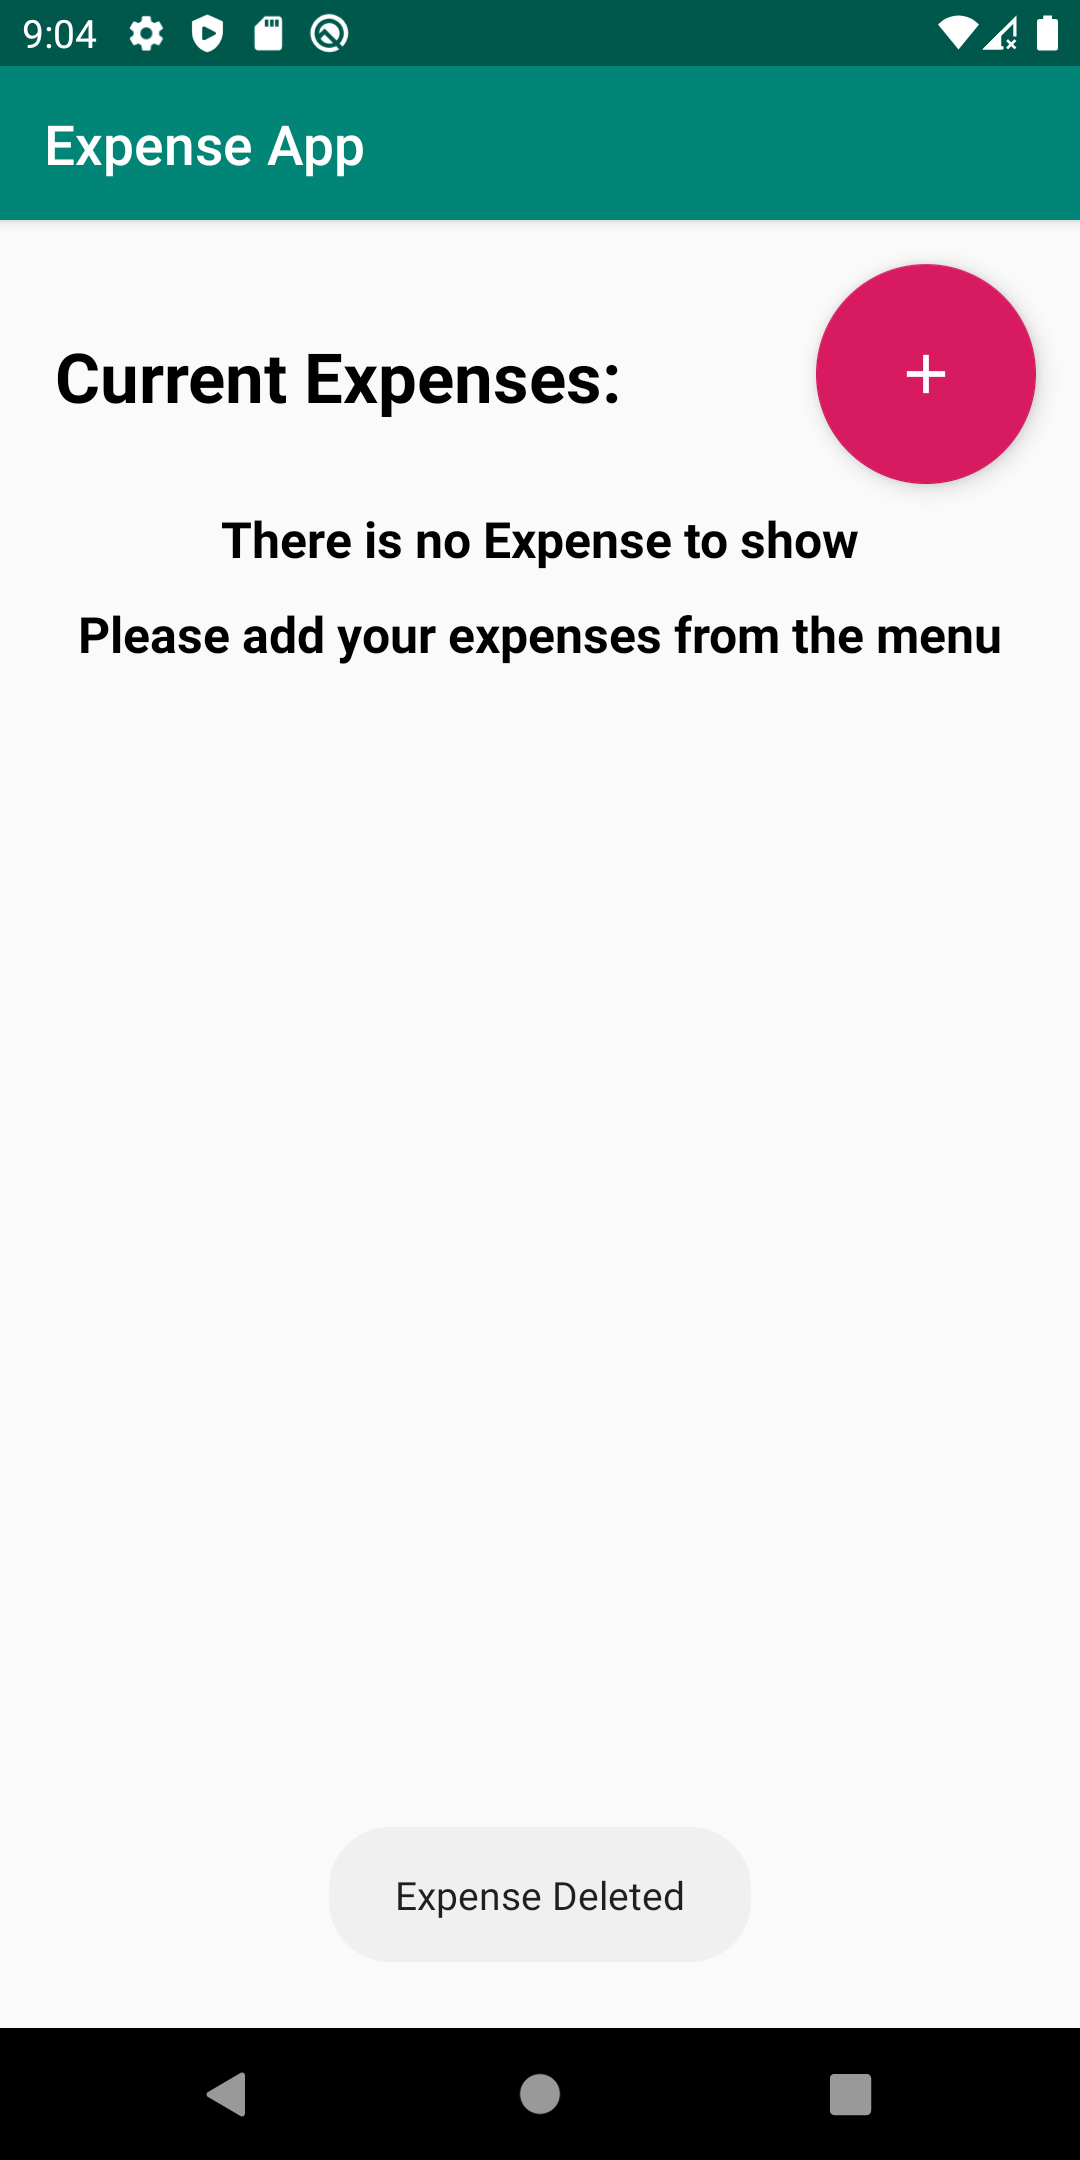 9:04
Expense App
Current Expenses:
+
There is no Expense to show
Please add your expenses from the menu
Expense Deleted